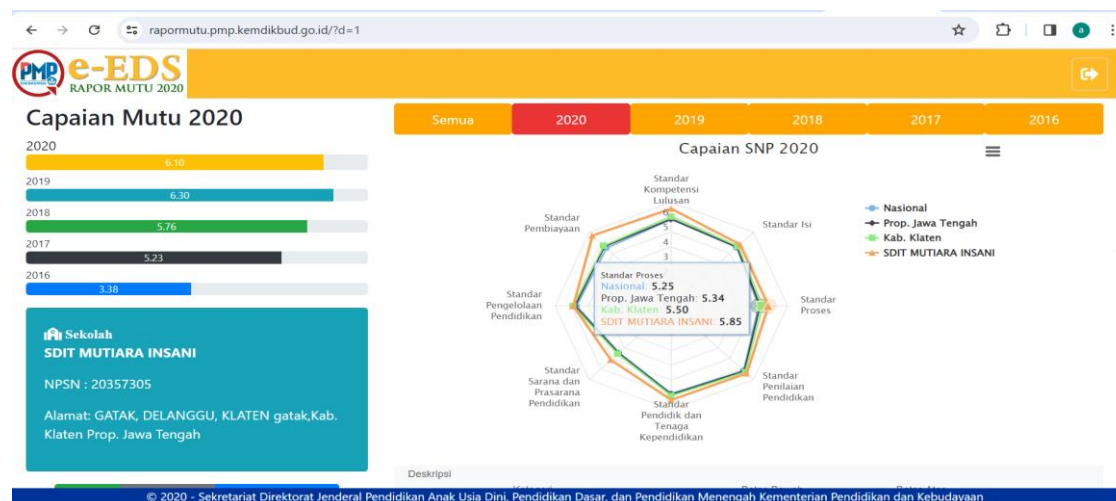 rapormutu.pmp.kemdikbud.go.id/?d=1
a
PMP
e-EDS
RAPOR MUTU 2020
Capaian Mutu 2020
2020
6.10
2019
6.30
2018
5.76
2017
5.23
2016
3.38
Sekolah
SDIT MUTIARA INSANI
NPSN : 20357305
Alamat: GATAK, DELANGGU, KLATEN gatak,Kab.
Klaten Prop. Jawa Tengah
Semua
2020
2019
2018
2017
2016
Capaian SNP 2020
Standar
Kompetensi
Lulusan
Standar Isi
Standar
Proses
Standar
Penilaian
Pendidikan
Standar
Pendidik dan
Tenaga
Kependidikan
Standar
Sarana dan
Prasarana
Pendidikan
Standar
Pengelolaan
Pendidikan
Standar
Pembiayaan
6
5
4
3
Standar Proses
Nasional: 5.25
Prop. Jawa Tengah: 5.34
Kab. Klaten: 5.50
SDIT MUTIARA INSANI: 5.85
Nasional
Prop. Jawa Tengah
Kab. Klaten
SDIT MUTIARA INSANI
Deskripsi
© 2020 - Sekretariat Direktorat Jenderal Pendidikan Anak Usia Dini, Pendidikan Dasar, dan Pendidikan Menengah Kementerian Pendidikan dan Kebudayaan